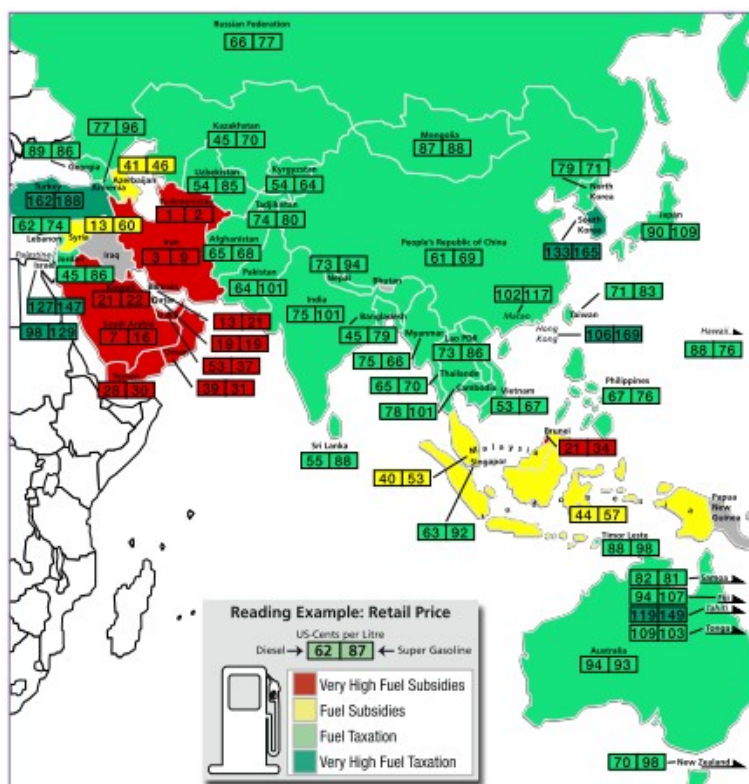 Russian Federation
66 77
Kazakhstan
45 70
Mongolia
87 88
77 96
89 86
Georgia
41 46
Azerbaijan
Armenia
Turkey
162 188
Uzbekistan
54 85
Kyrgyzstan
54 64
Tadjikatan
74 80
1 2
79 71
North
Korea
South
Korea
133 165
Japan
90 109
62 74
Lebanon
13 60
Syria
Iraq
Iran
3 9
Afghanistan
65 68
People's Republic of China
61 69
Palestine
Israel
Jordan
45 86
Pakistan
64 101
73 94
Nepal
Bhutan
127 147
98 129
Kuwait
21 22
Bahrain
Qatar
13 21
19 19
53 37
39 31
Saudi Arabia
7 16
Yemen
28 30
India
75 101
Bangladesh
45 79
Myanmar
75 66
Lao PDR
73 86
102 117
Macao
71 83
Taiwan
Hong
Kong
106 169
Hawaii
88 76
Thailande
65 70
Cambodia
78 101
Vietnam
53 67
Philippines
67 76
Sri Lanka
55 88
Malaysia
40 53
Singapor
63 92
Brunei
21 34
44 57
Papua
New
Guinea
Timor Leste
88 98
82 81 Samoa
94 107 Fiji
119 149 Tahiti
109 103 Tonga
Australia
94 93
70 98 New Zealand
Reading Example: Retail Price
US-Cents per Litre
Diesel 62 87 Super Gasoline
Very High Fuel Subsidies
Fuel Subsidies
Fuel Taxation
Very High Fuel Taxation